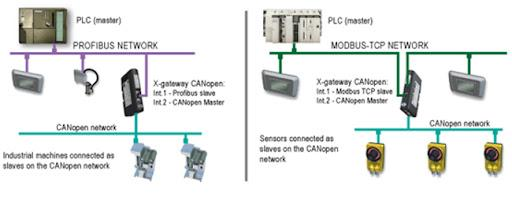 PLC (master)
PROFIBUS NETWORK
X-gateway CANopen:
Int.1 - Profibus slave
Int.2 - CANopen Master
CANopen network
Industrial machines connected as
slaves on the CANopen network
PLC (master)
MODBUS-TCP NETWORK
X-gateway CANopen:
Int.1 - Modbus TCP slave
Int.2 - CANopen Master
CANopen network
Sensors connected as
slaves on the CANopen
network